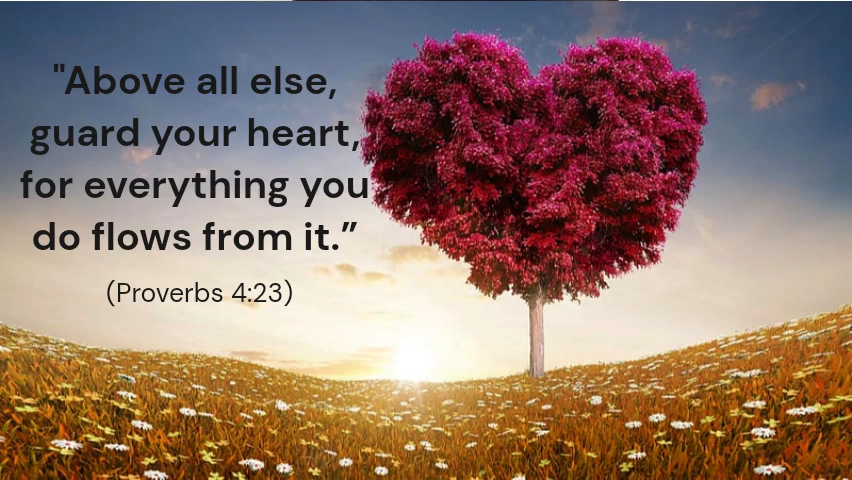 "Above all else,
guard your heart,
for everything you
do flows from it.”
(Proverbs 4:23)